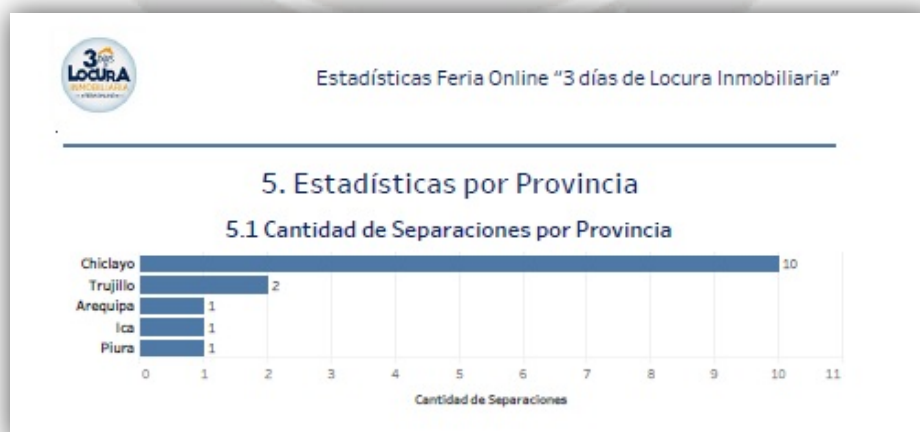 3 días
LOCURA
INMOBILIARIA
Estadísticas Feria Online “3 días de Locura Inmobiliaria”
.
5. Estadísticas por Provincia
5.1 Cantidad de Separaciones por Provincia
Chiclayo 10
Trujillo 2
Arequipa 1
Ica 1
Piura 1
0 1 2 3 4 5 6 7 8 9 10 11
Cantidad de Separaciones